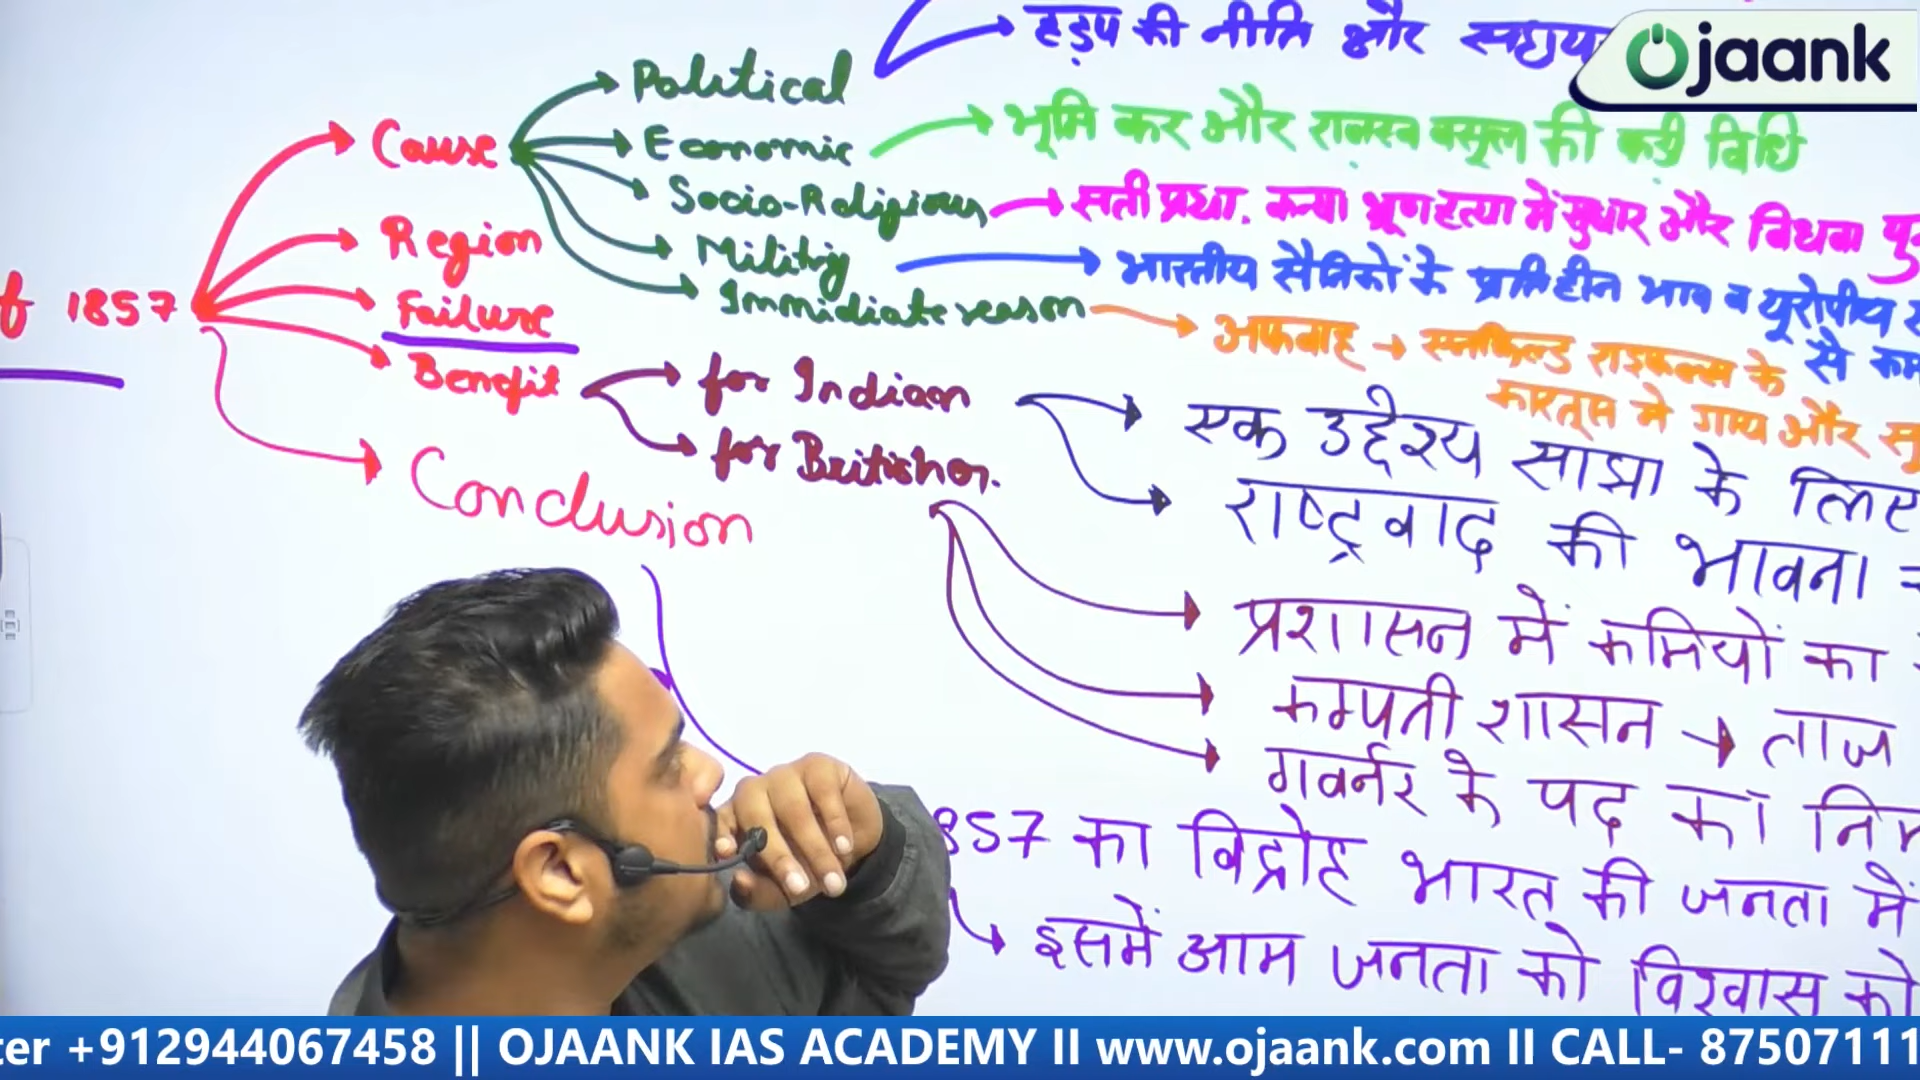 हड़प की नीति और
Ojaank
Political
Cause
Economic
भूमि कर और राजस्व वसूल की कड़ी विधि
Socio-Religious
सती प्रथा. कन्या भ्रूणहत्या में सुधार और विधवा
Region
Militry
भारतीय सैनिकों के प्रति हीन भाव व यूरोपीय
से कम
f 1857
Failure
Immidiate reason
अफवाह → राइफल्स के
कारतूस में गाय और
Benefit
for Indian
एक उद्देश्य साझा के लिए
for Britisher.
राष्ट्रवाद की भावना
Conclusion
प्रशासन में कमियों का
कम्पनी शासन → ताज
गवर्नर के पद का
857 का विद्रोह भारत की जनता में
इसमें आम जनता को विश्वास को
ter +912944067458 || OJAANK IAS ACADEMY II www.ojaank.com II CALL- 87507111